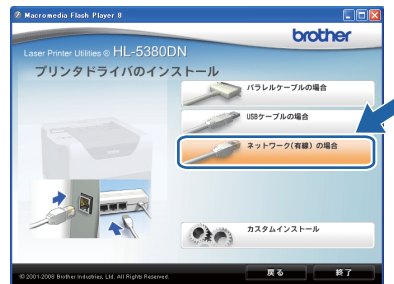 Macromedia Flash Player 8
brother
Laser Printer Utilities ® HL-5380DN
プリンタドライバのインストール
パラレルケーブルの場合
USBケーブルの場合
ネットワーク(有線) の場合
カスタムインストール
© 2001-2008 Brother Industries, Ltd. All Rights Reserved.
戻る
終了